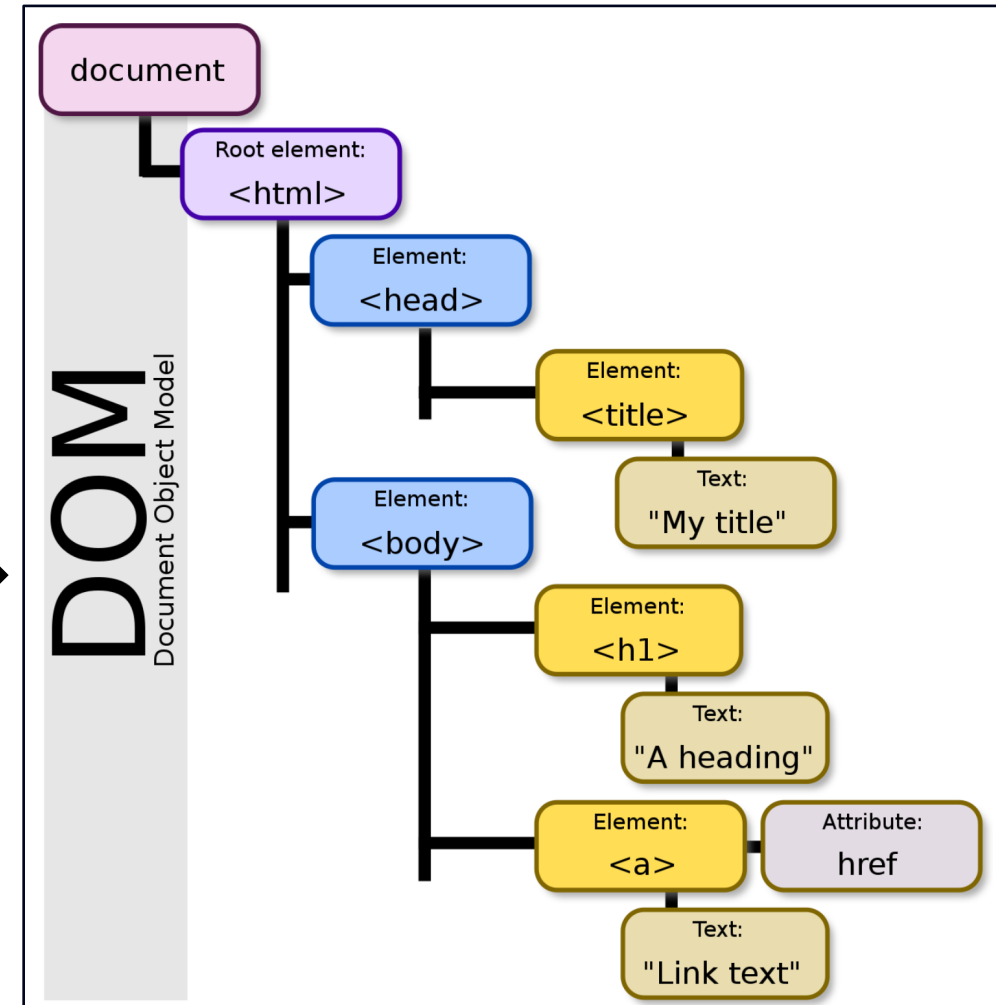 document
Root element:
<html>
Element:
<head>
Element:
<title>
Text:
"My title"
Element:
<body>
Element:
<h1>
Text:
"A heading"
Element:
<a>
Attribute:
href
Text:
"Link text"
DOM
Document Object Model